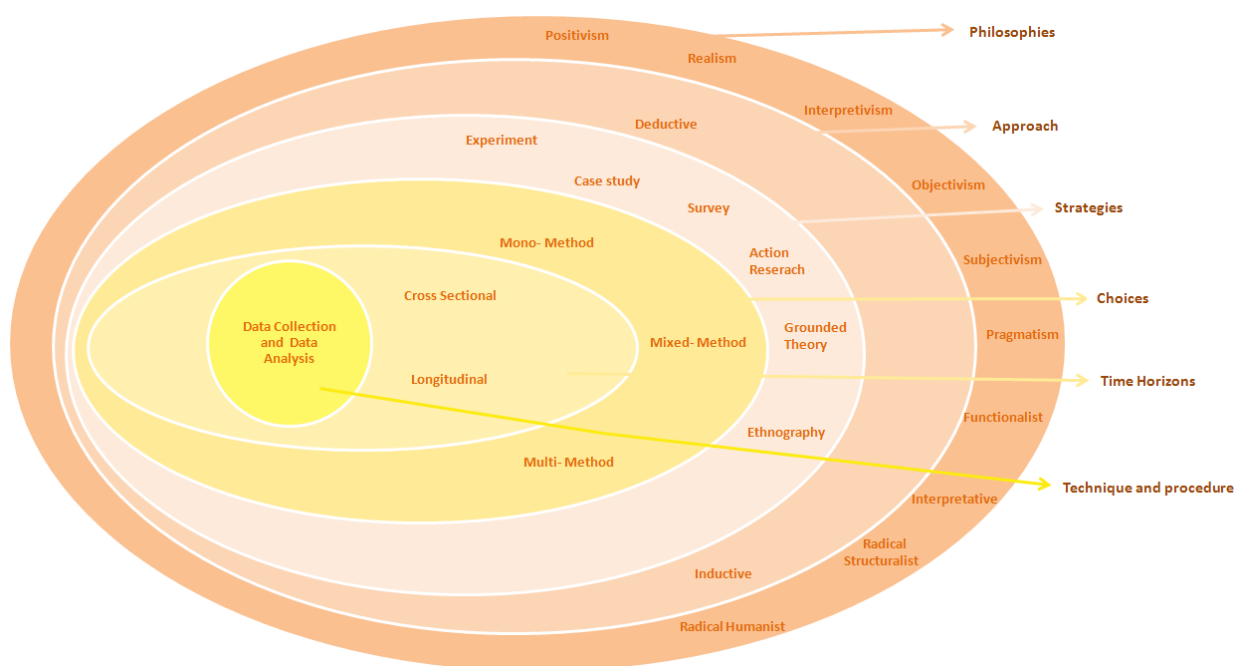 Positivism
Philosophies
Realism
Interpretivism
Deductive
Approach
Experiment
Case study
Objectivism
Survey
Strategies
Mono- Method
Action
Reserach
Subjectivism
Cross Sectional
Choices
Data Collection
and Data
Analysis
Mixed- Method
Grounded
Theory
Pragmatism
Longitudinal
Time Horizons
Functionalist
Ethnography
Multi- Method
Technique and procedure
Interpretative
Radical
Structuralist
Inductive
Radical Humanist